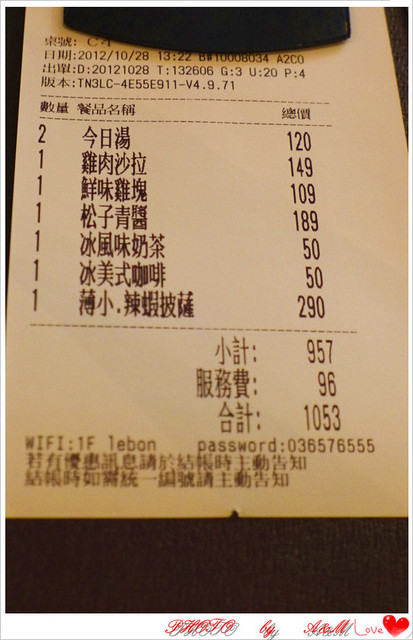 桌號: C
日期:2012/10/28 13:22 B#10008034 A2C0
出單:D:20121028 T:132606 G:3 U:20 P:4
版本:TN3LC-4E55E911-V4.9.71
數量 餐品名稱 總價
2 今日湯 120
1 雞肉沙拉 149
1 鮮味雞塊 109
1 松子青醬 189
1 冰風味奶茶 50
1 冰美式咖啡 50
1 薄小.辣蝦披薩 290
小計: 957
服務費: 96
合計: 1053
WIFI:1F lebon password:036576555
若有優惠訊息請於結帳時主動告知
結帳時如需統一編號請主動告知
PHOTO by A&M Love